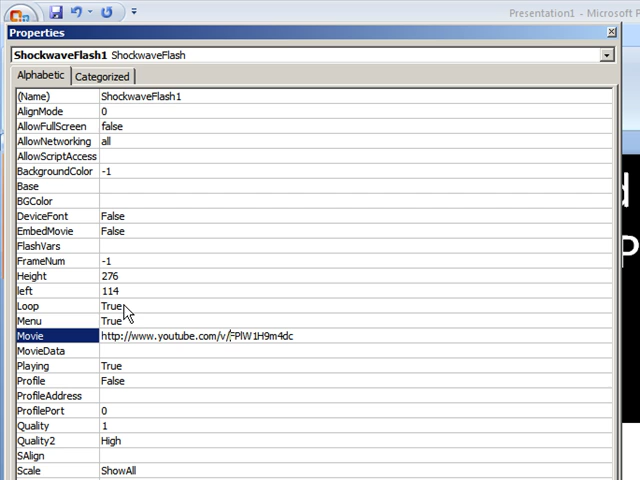 Presentation1 - Microsoft P
Properties
ShockwaveFlash1 ShockwaveFlash
Alphabetic Categorized
(Name) ShockwaveFlash1
AlignMode 0
AllowFullScreen false
AllowNetworking all
AllowScriptAccess
BackgroundColor -1
Base
BGColor
DeviceFont False
EmbedMovie False
FlashVars
FrameNum -1
Height 276
left 114
Loop True
Menu True
Movie http://www.youtube.com/v/FPlW1H9m4dc
MovieData
Playing True
Profile False
ProfileAddress
ProfilePort 0
Quality 1
Quality2 High
SAlign
Scale ShowAll